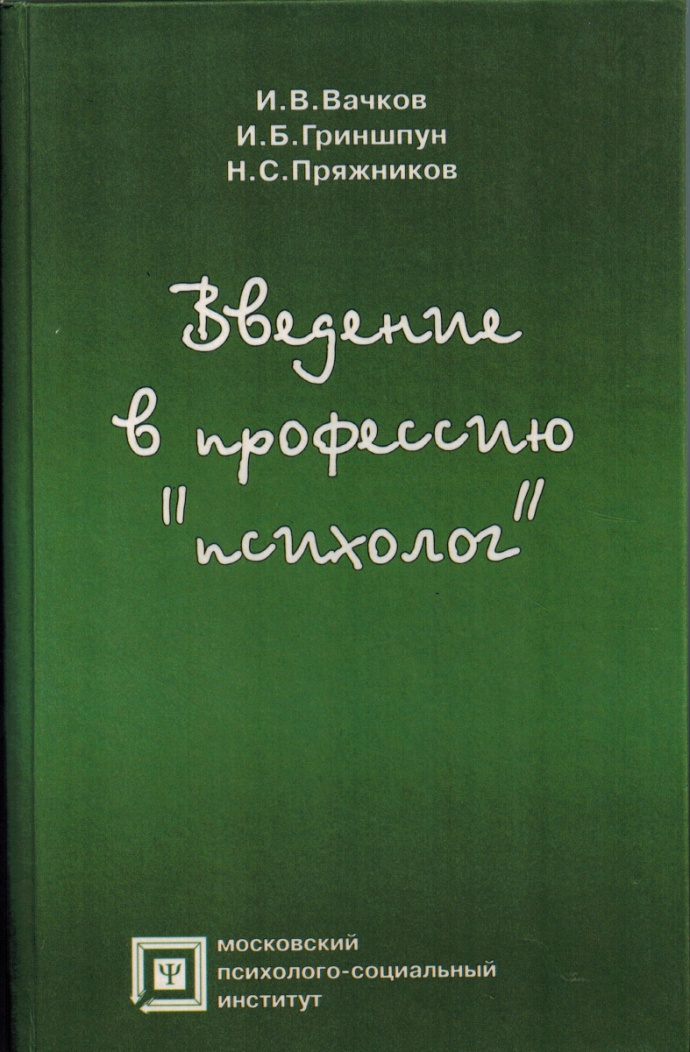 И.В.Вачков
И.Б.Гриншпун
Н.С.Пряжников
Введение
в профессию
"психолог"
Ψ
московский
психолого-социальный
институт